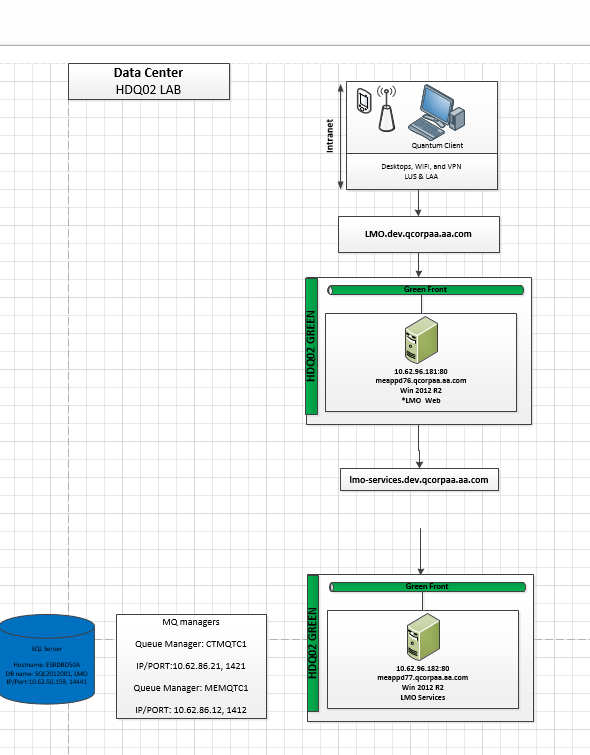 Data Center
HDQ02 LAB
Intranet
Quantum Client
Desktops, WiFi, and VPN
LUS & LAA
LMO.dev.qcorpaa.aa.com
Green Front
HDQ02 GREEN
10.62.96.181:80
meappd76.qcorpaa.aa.com
Win 2012 R2
*LMO Web
lmo-services.dev.qcorpaa.aa.com
Green Front
HDQ02 GREEN
10.62.96.182:80
meappd77.qcorpaa.aa.com
Win 2012 R2
LMO Services
MQ managers
Queue Manager: CTMQTC1
IP/PORT:10.62.86.21, 1421
Queue Manager: MEMQTC1
IP/PORT: 10.62.86.12, 1412
SQL Server
Hostname: ESRDBD50A
DB name: SQL2012D01, LMO
IP/Port:10.62.50.159, 14441